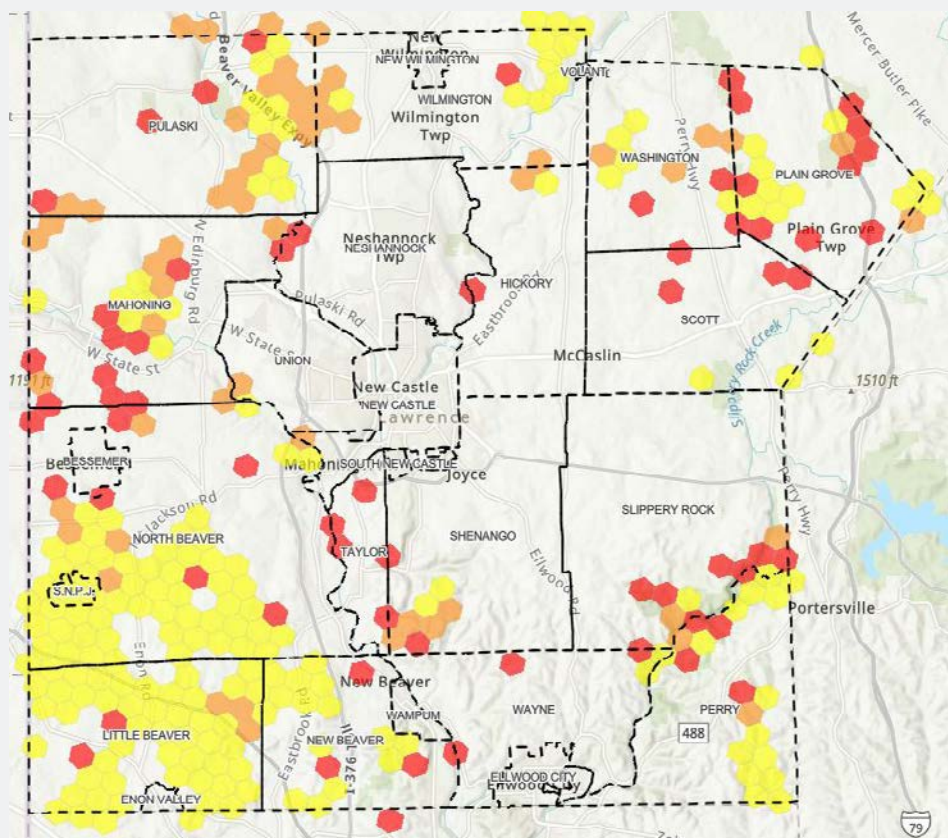 New
Wilmington
NEW WILMINGTON
Mercer-Butler Pike
Beaver Valley Expy
VOLANT
WILMINGTON
Wilmington
Twp
PULASKI
Perry Hwy
WASHINGTON
PLAIN GROVE
N Edinburg Rd
Neshannock
Twp
NESHANNOCK
Plain Grove
Twp
HICKORY
Eastbrook Rd
MAHONING
Pulaski Rd
SCOTT
W State St
W State S
UNION
McCaslin
1191 ft
New Castle
NEW CASTLE
Lawrence
Slippery Rock Creek
1510 ft
BESSEMER
Mahoni
SOUTH NEW CASTLE
Joyce
Perry Hwy
Jackson Rd
NORTH BEAVER
SLIPPERY ROCK
SHENANGO
TAYLOR
Ellwood Rd
S.N.P.J.
Portersville
Enon Rd
New Beaver
Eastbrook Rd
WAMPUM
WAYNE
PERRY
LITTLE BEAVER
NEW BEAVER
I-376
488
ELLWOOD CITY
ENON VALLEY
79